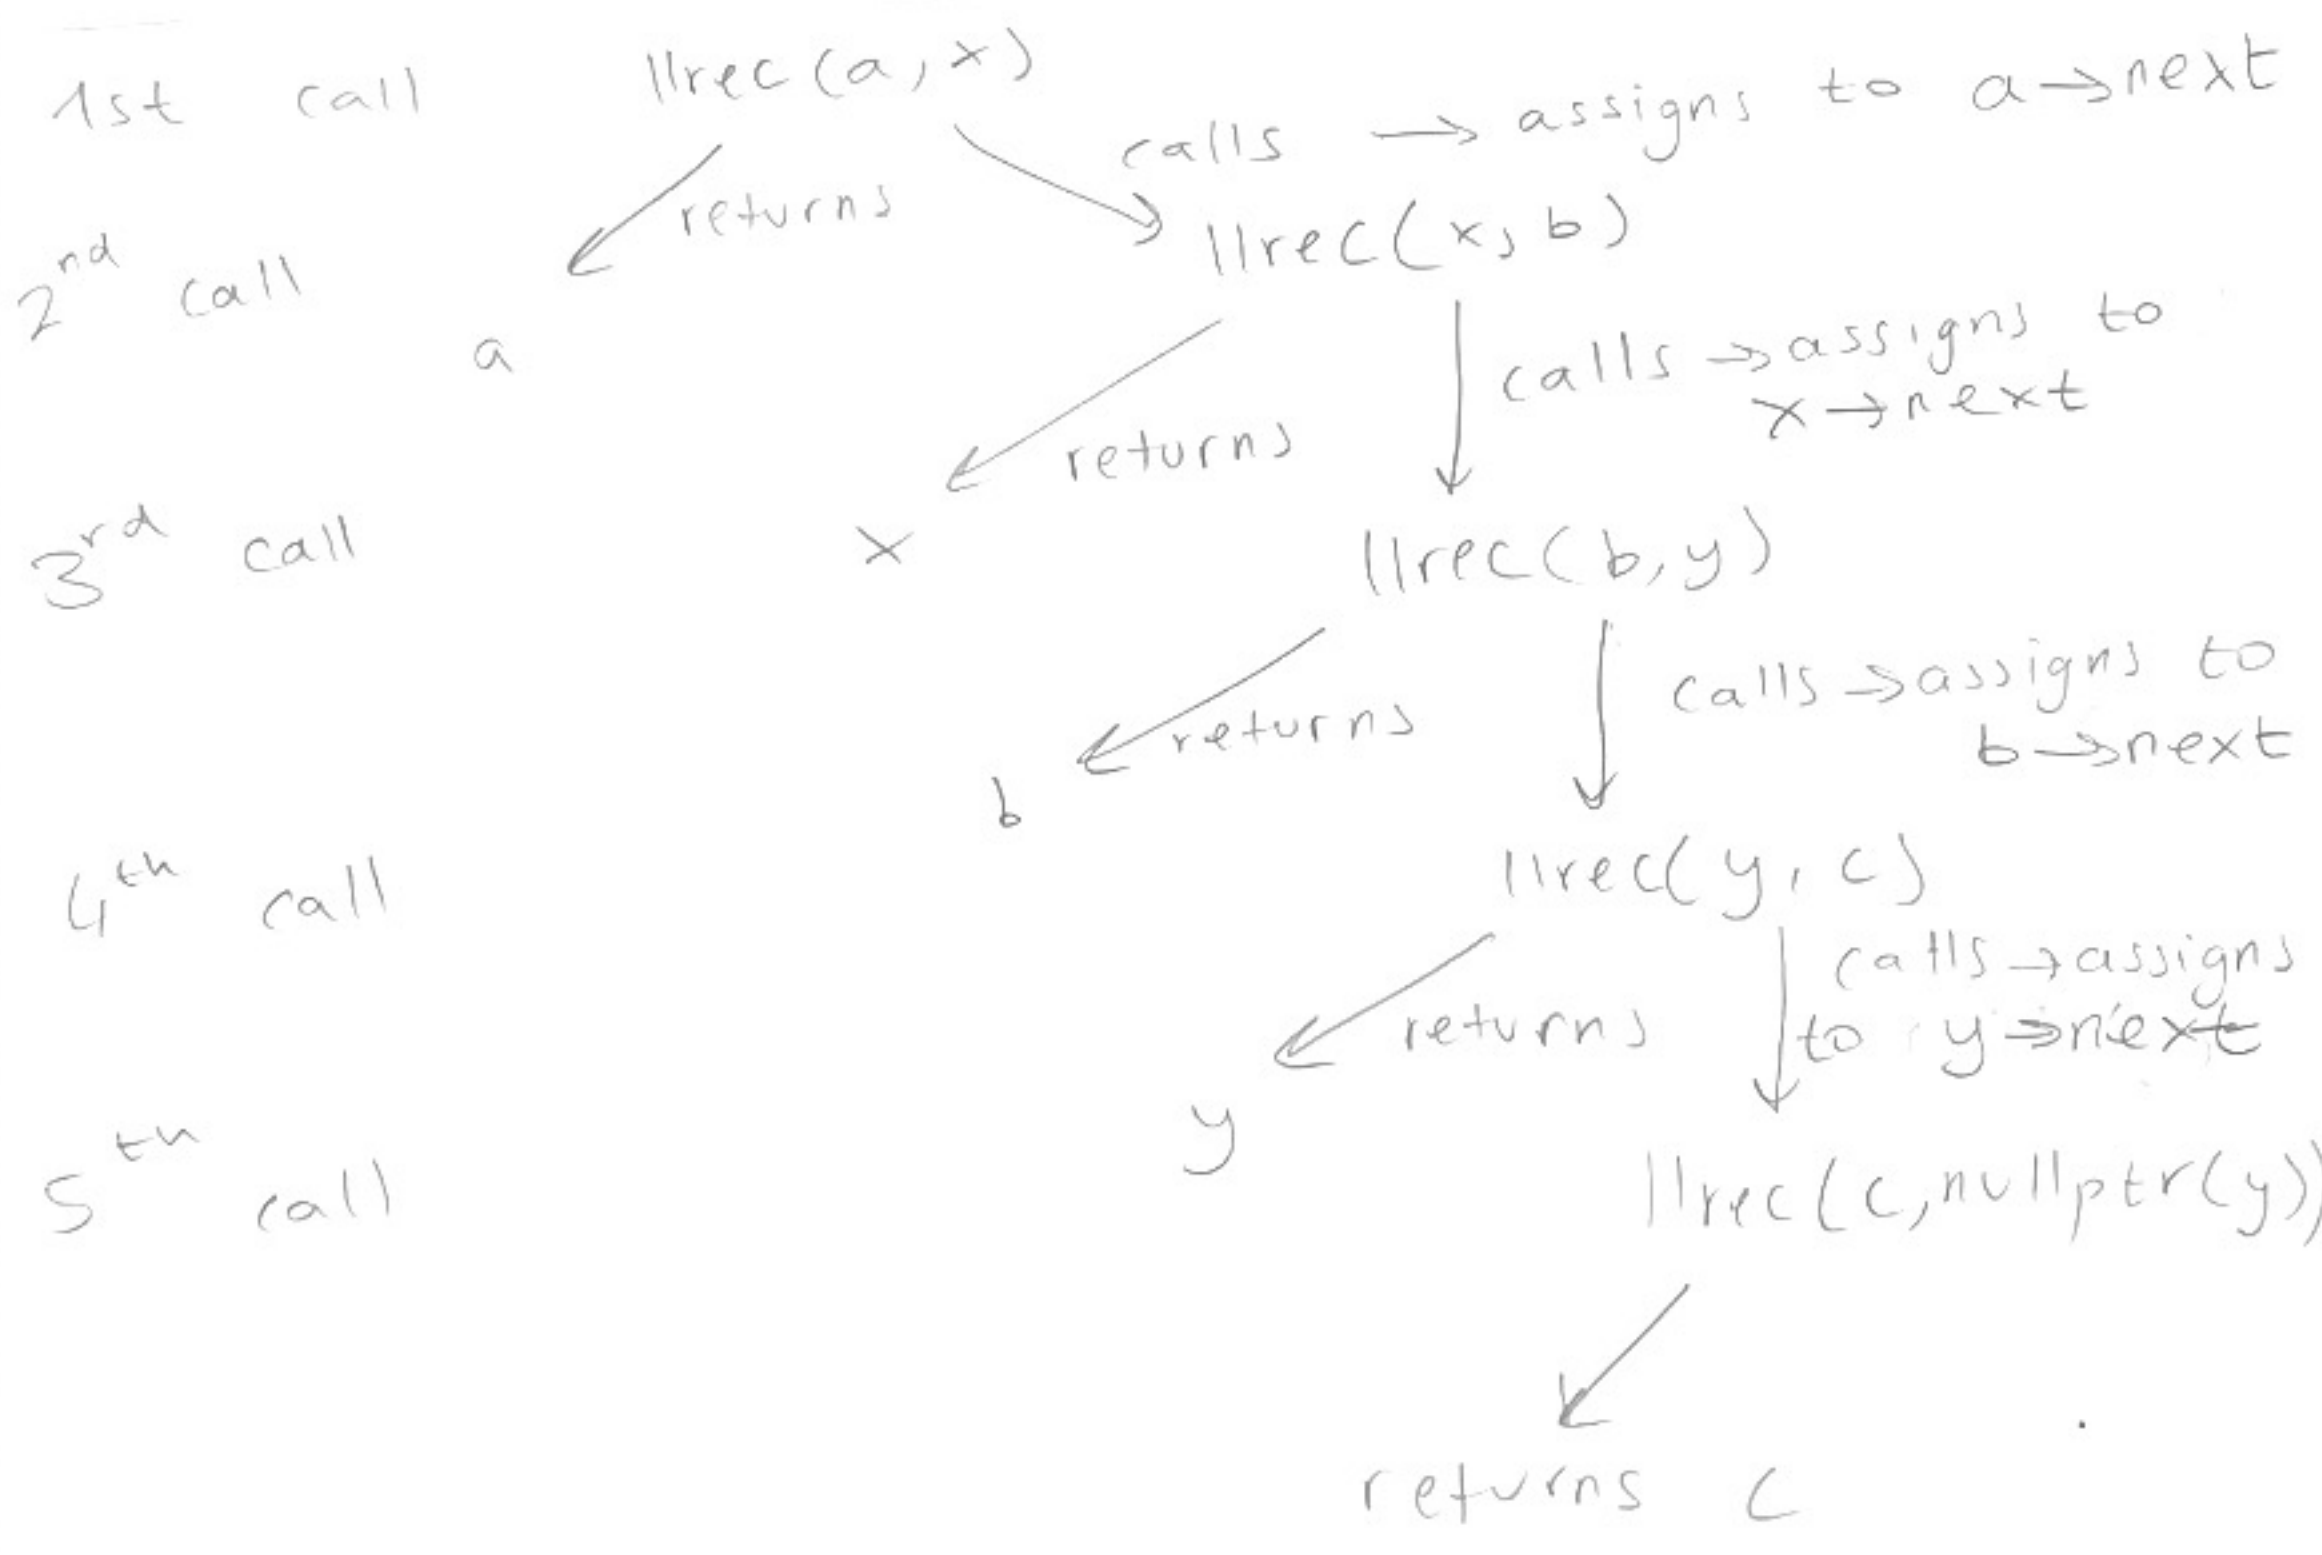 1st call llrec(a, x) calls → assigns to a→next
returns
2nd call a llrec(x, b)
calls → assigns to
x→next
returns
3rd call x llrec(b, y)
calls → assigns to
b→next
returns
b
4th call llrec(y, c)
calls → assigns
returns to y→next
y
5th call llrec(c, nullptr(y))
returns c